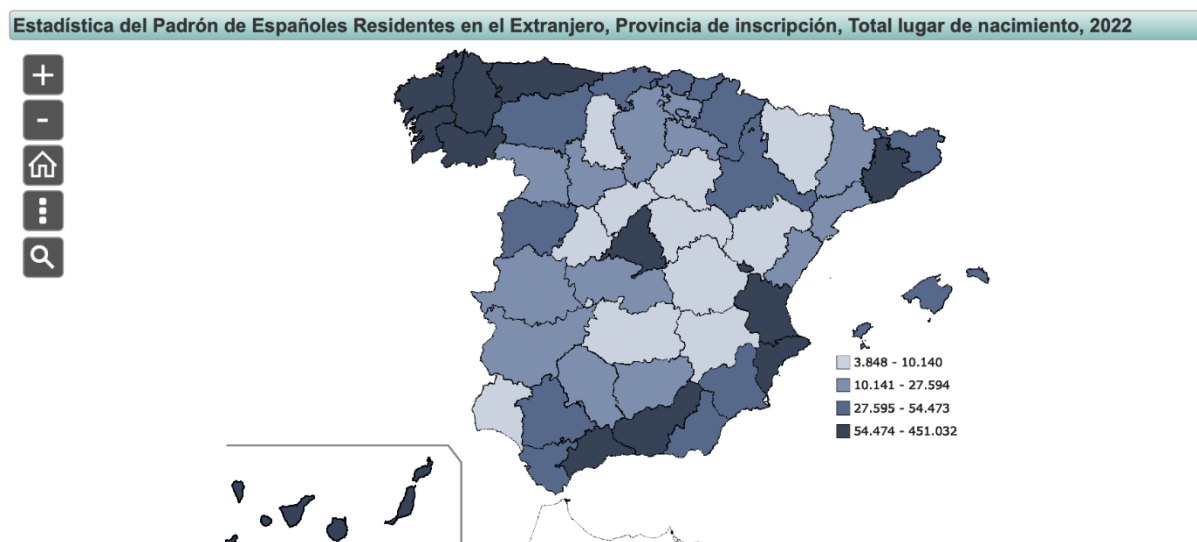 Estadística del Padrón de Españoles Residentes en el Extranjero, Provincia de inscripción, Total lugar de nacimiento, 2022
+
-
3.848 - 10.140
10.141 - 27.594
27.595 - 54.473
54.474 - 451.032